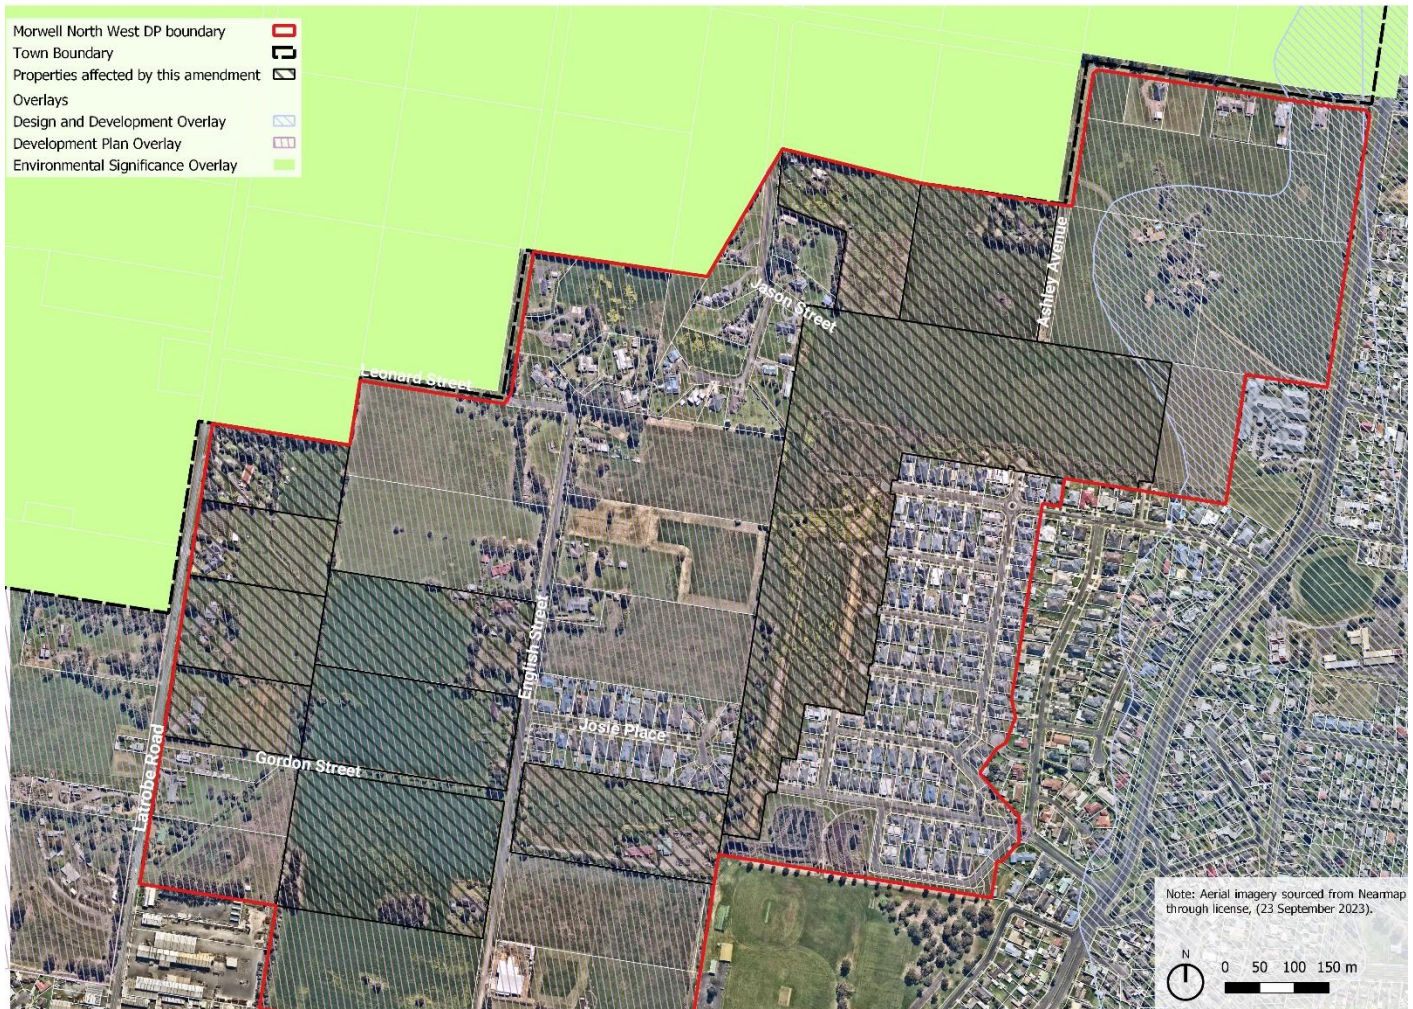 Morwell North West DP boundary
Town Boundary
Properties affected by this amendment
Overlays
Design and Development Overlay
Development Plan Overlay
Environmental Significance Overlay
Ashley Avenue
Jason Street
Leonard Street
English Street
Josie Place
Latrobe Road
Gordon Street
Note: Aerial imagery sourced from Nearmap
through license, (23 September 2023).
N
0 50 100 150 m